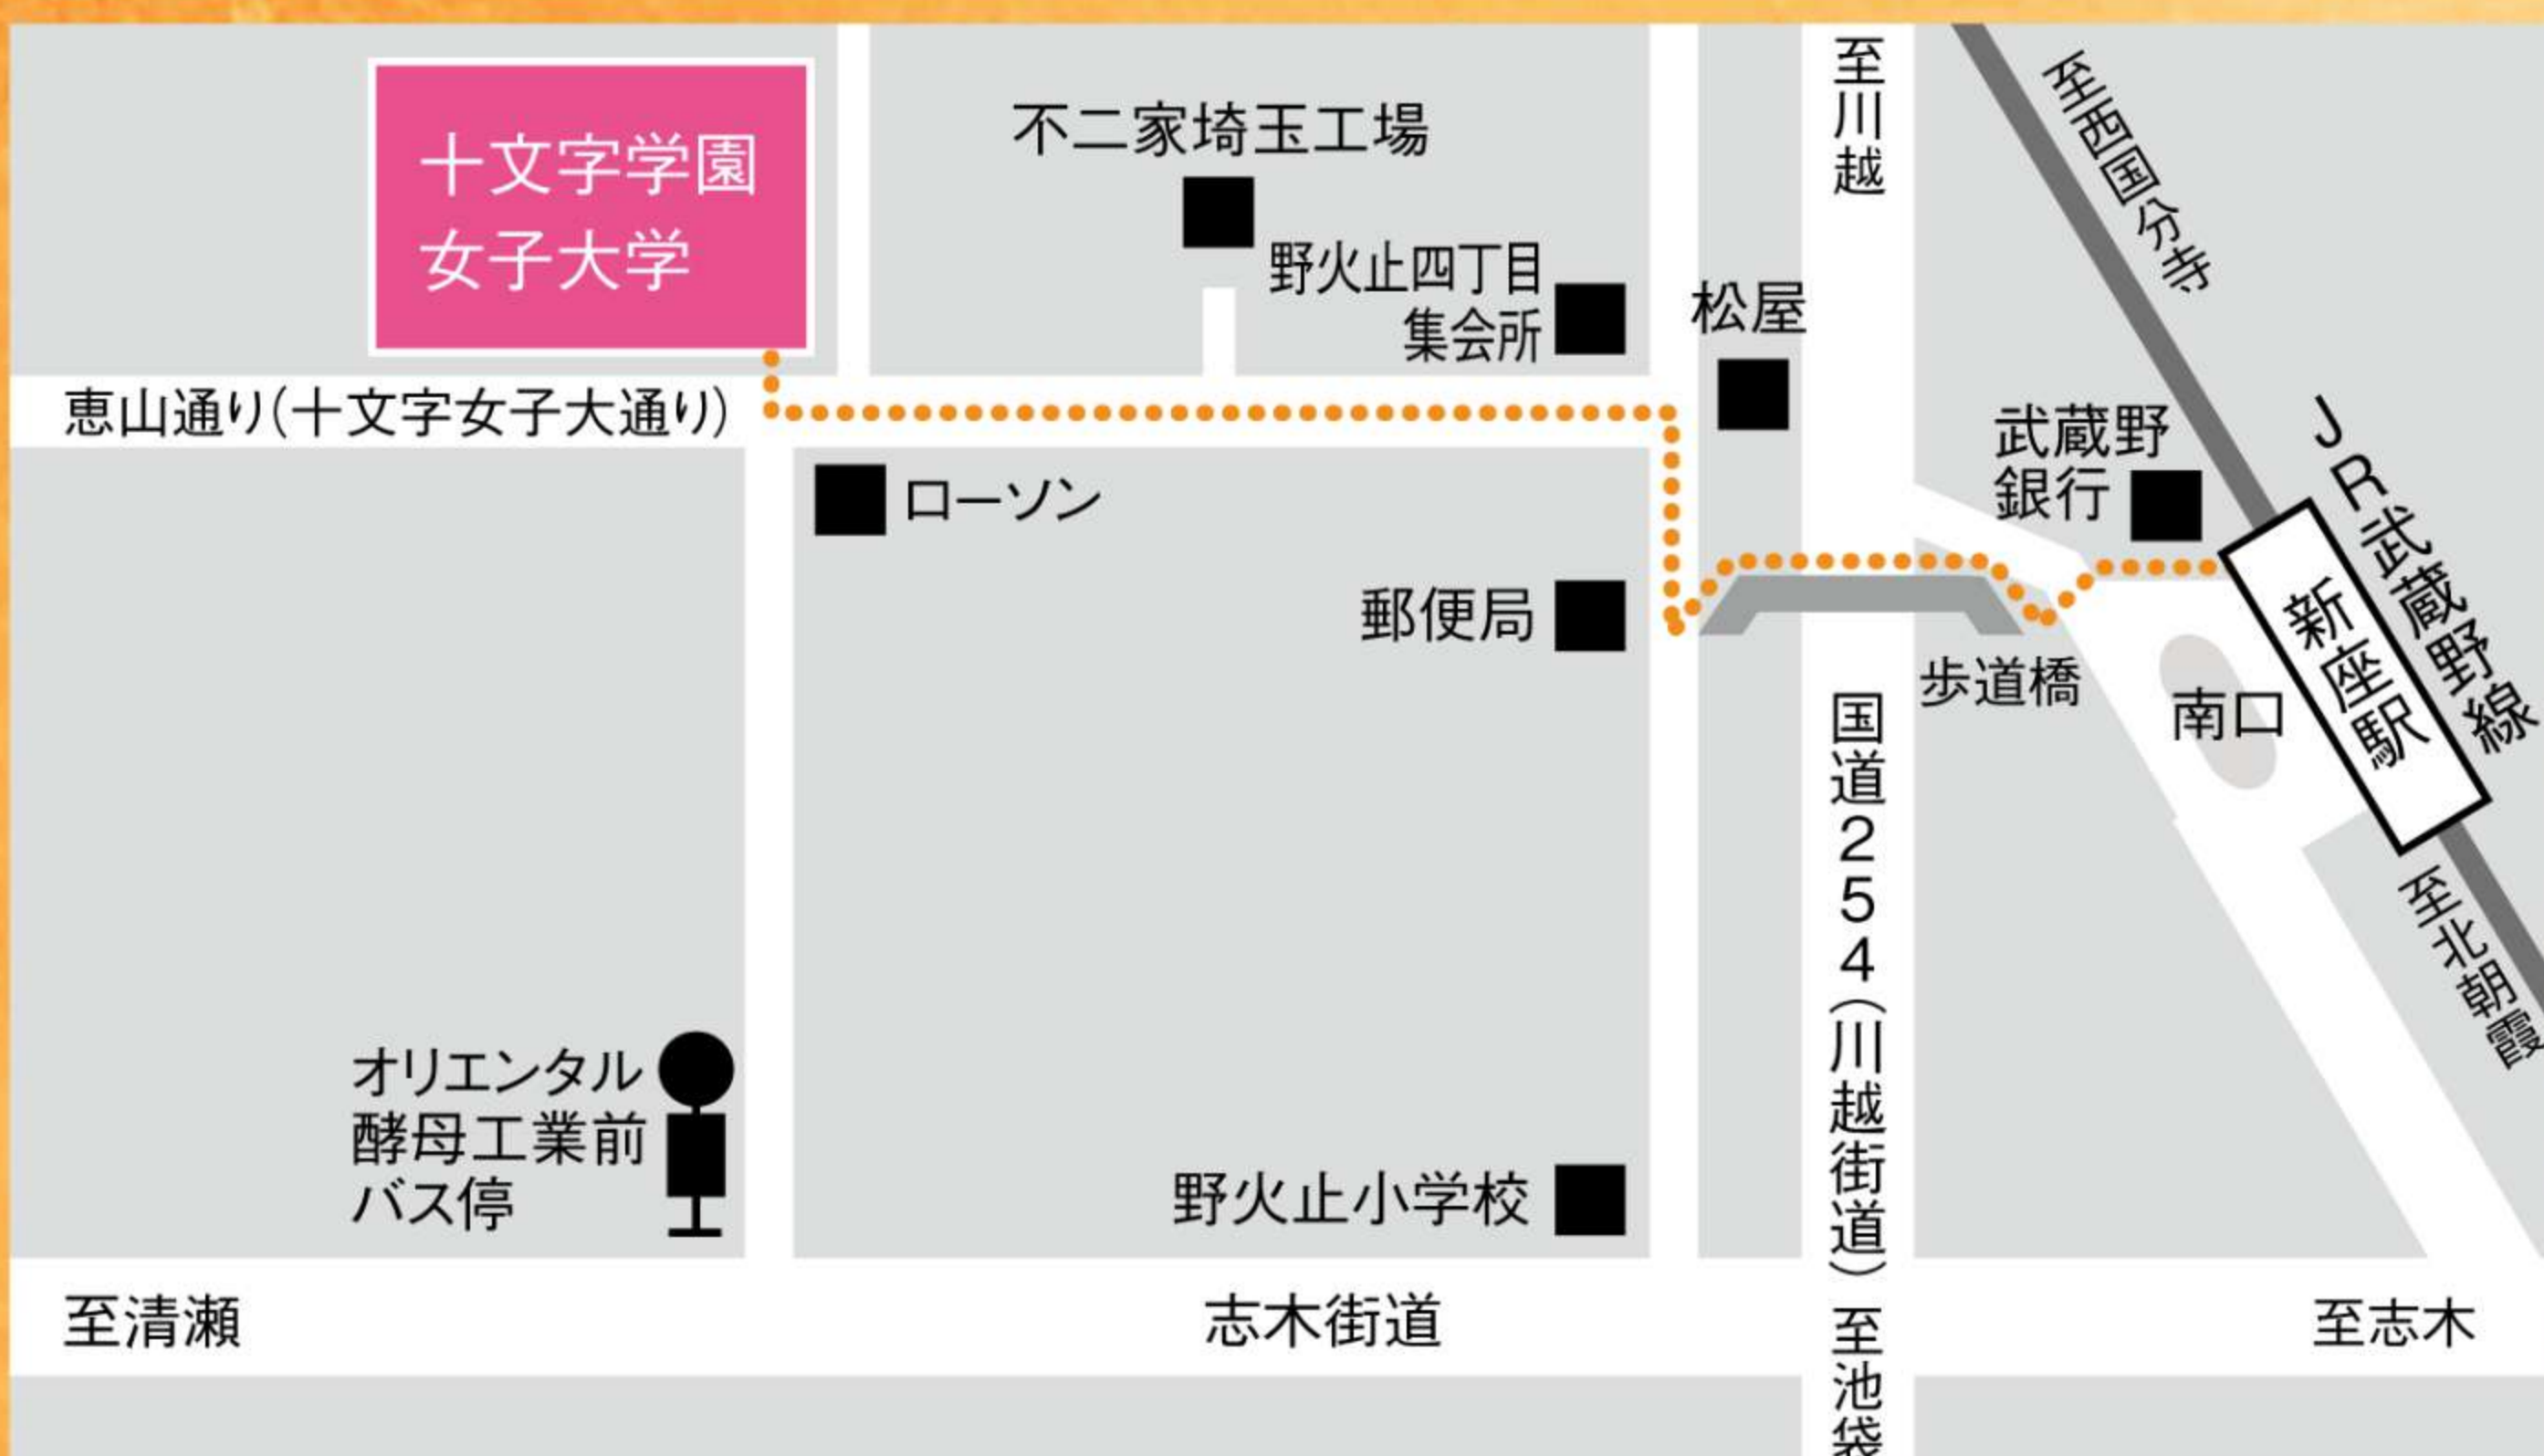 十文字学園
女子大学
不二家埼玉工場
野火止四丁目
集会所
松屋
至川越
至西国分寺
恵山通り(十文字女子大通り)
武蔵野
銀行
JR武蔵野線
ローソン
郵便局
新座駅
歩道橋
南口
国道254(川越街道)
至北朝霞
オリエンタル
酵母工業前
バス停
野火止小学校
至清瀬
志木街道
至池袋
至志木